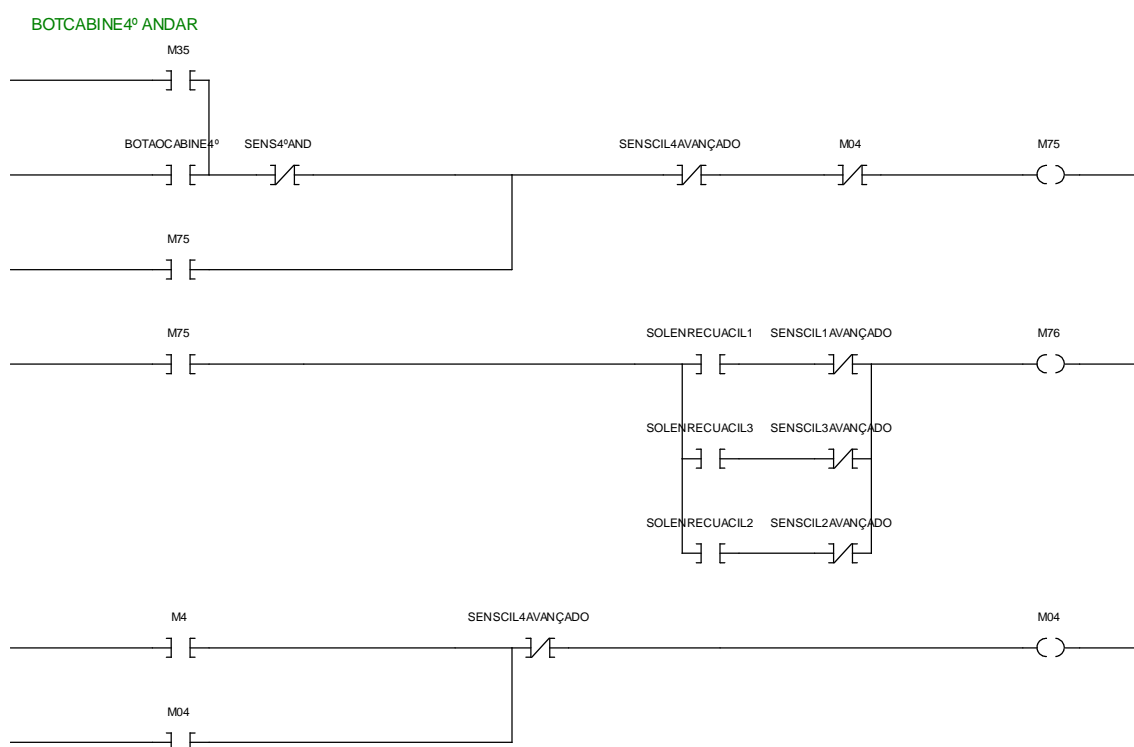 BOTCABINE4º ANDAR
M35
BOTAOCABINE4º SENS4ºAND SENSCIL4AVANÇADO M04 M75
M75
M75 SOLENRECUACIL1 SENSCIL1AVANÇADO M76
SOLENRECUACIL3 SENSCIL3AVANÇADO
SOLENRECUACIL2 SENSCIL2AVANÇADO
M4 SENSCIL4AVANÇADO M04
M04